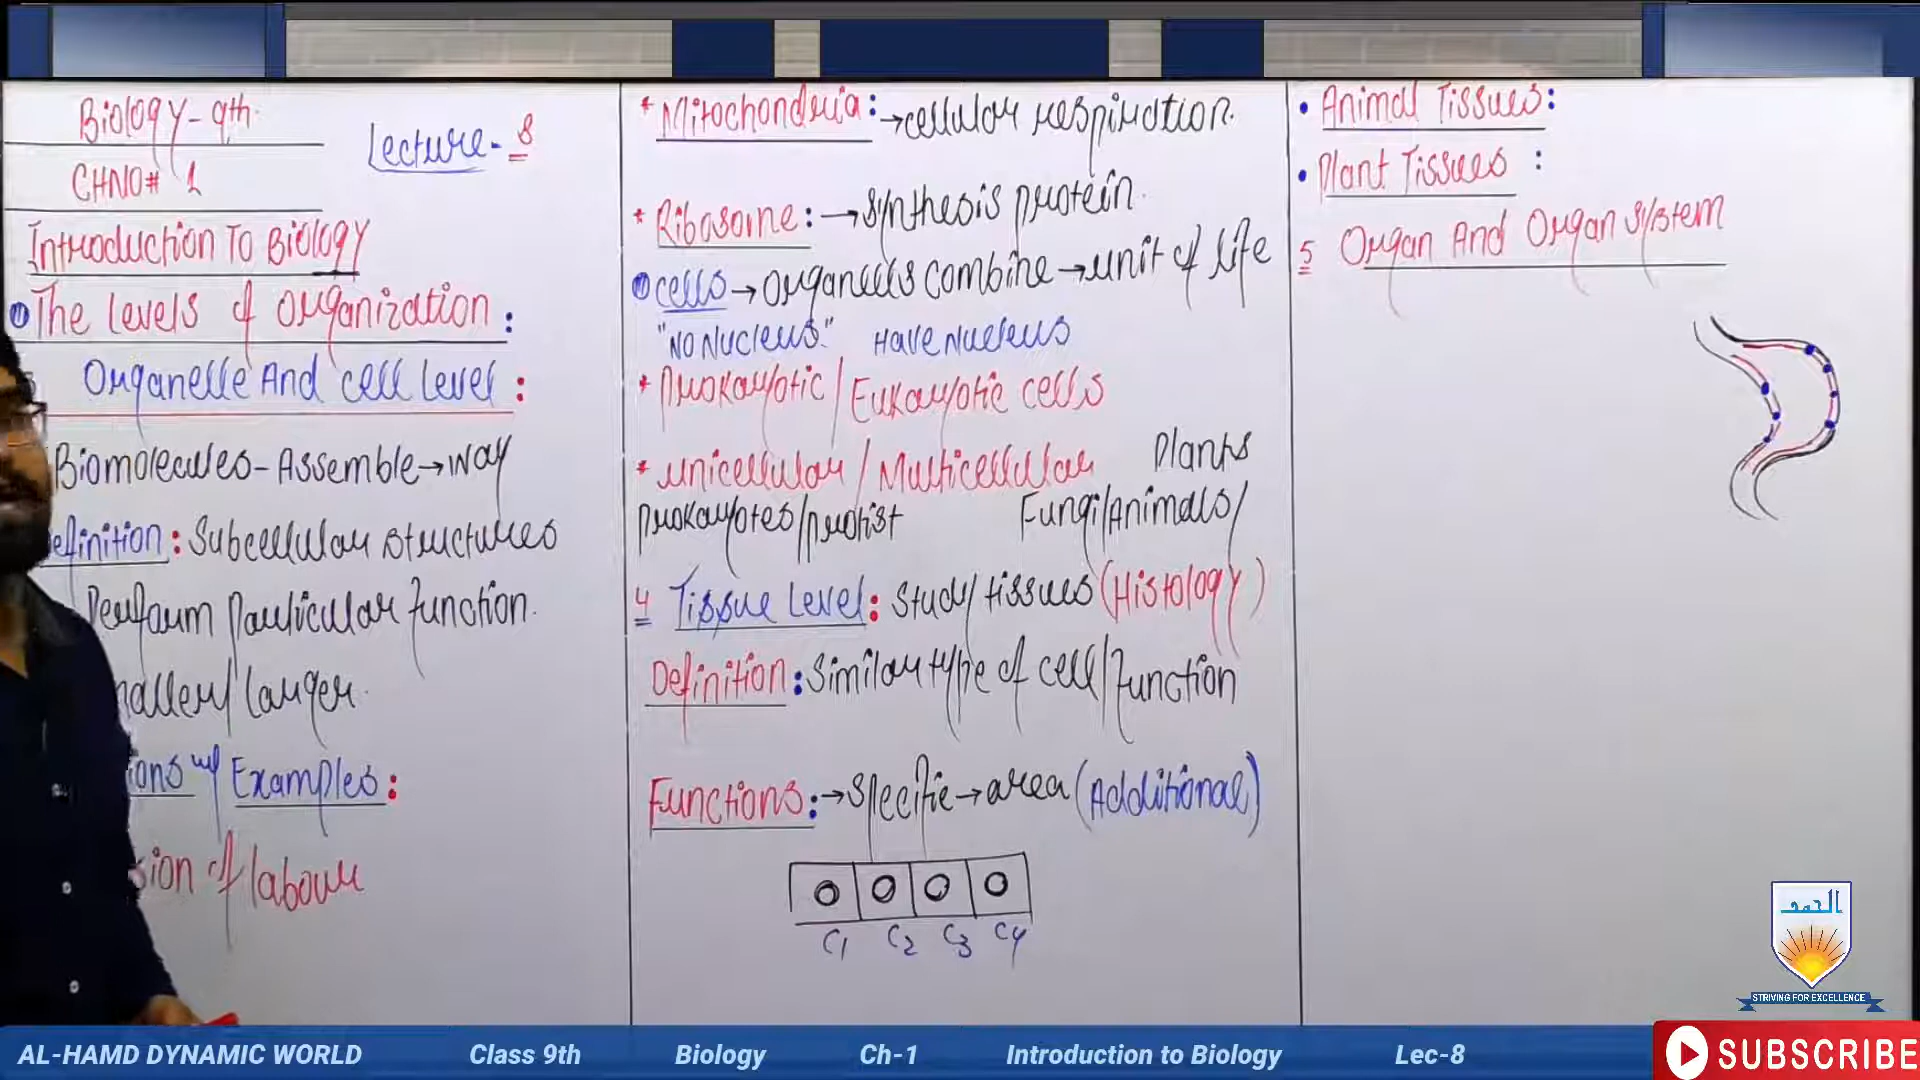 Biology-9th
Lecture-8
CHNO# 1
Introduction To Biology
The Levels of Organization:
Organelle And cell Level:
Biomolecules-Assemble→way
efinition: Subcellular structures
Perform Particular function.
maller/Larger
ions w/ Examples:
sion of labour
* Mitochondria:→cellular respiration.
* Ribosome:→synthesis protein.
cells→organells combine→unit of life
"No Nucleus." Have nucleus
* Prokaryotic/Eukaryotic cells
* unicellular/Multicellular Plants
prokaryotes/protist Fungi/Animals/
4 Tissue Level: Study tissues (Histology)
Definition: Similar type of cell/function
Functions:→specific→area (Additional)
C1 C2 C3 C4
• Animal Tissues:
• Plant Tissues:
5 Organ And Organ system
الحمد
STRIVING FOR EXCELLENCE
AL-HAMD DYNAMIC WORLD Class 9th Biology Ch-1 Introduction to Biology Lec-8
SUBSCRIBE